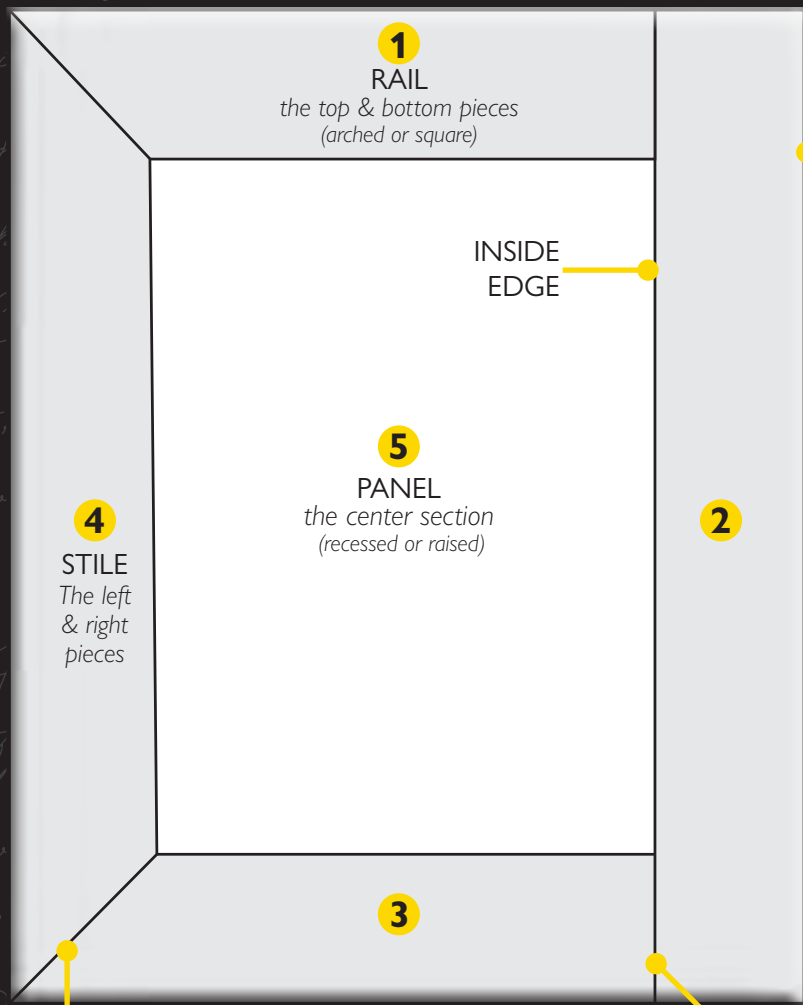 1
RAIL
the top & bottom pieces
(arched or square)
INSIDE
EDGE
5
PANEL
the center section
(recessed or raised)
4
STILE
The left
& right
pieces
2
3